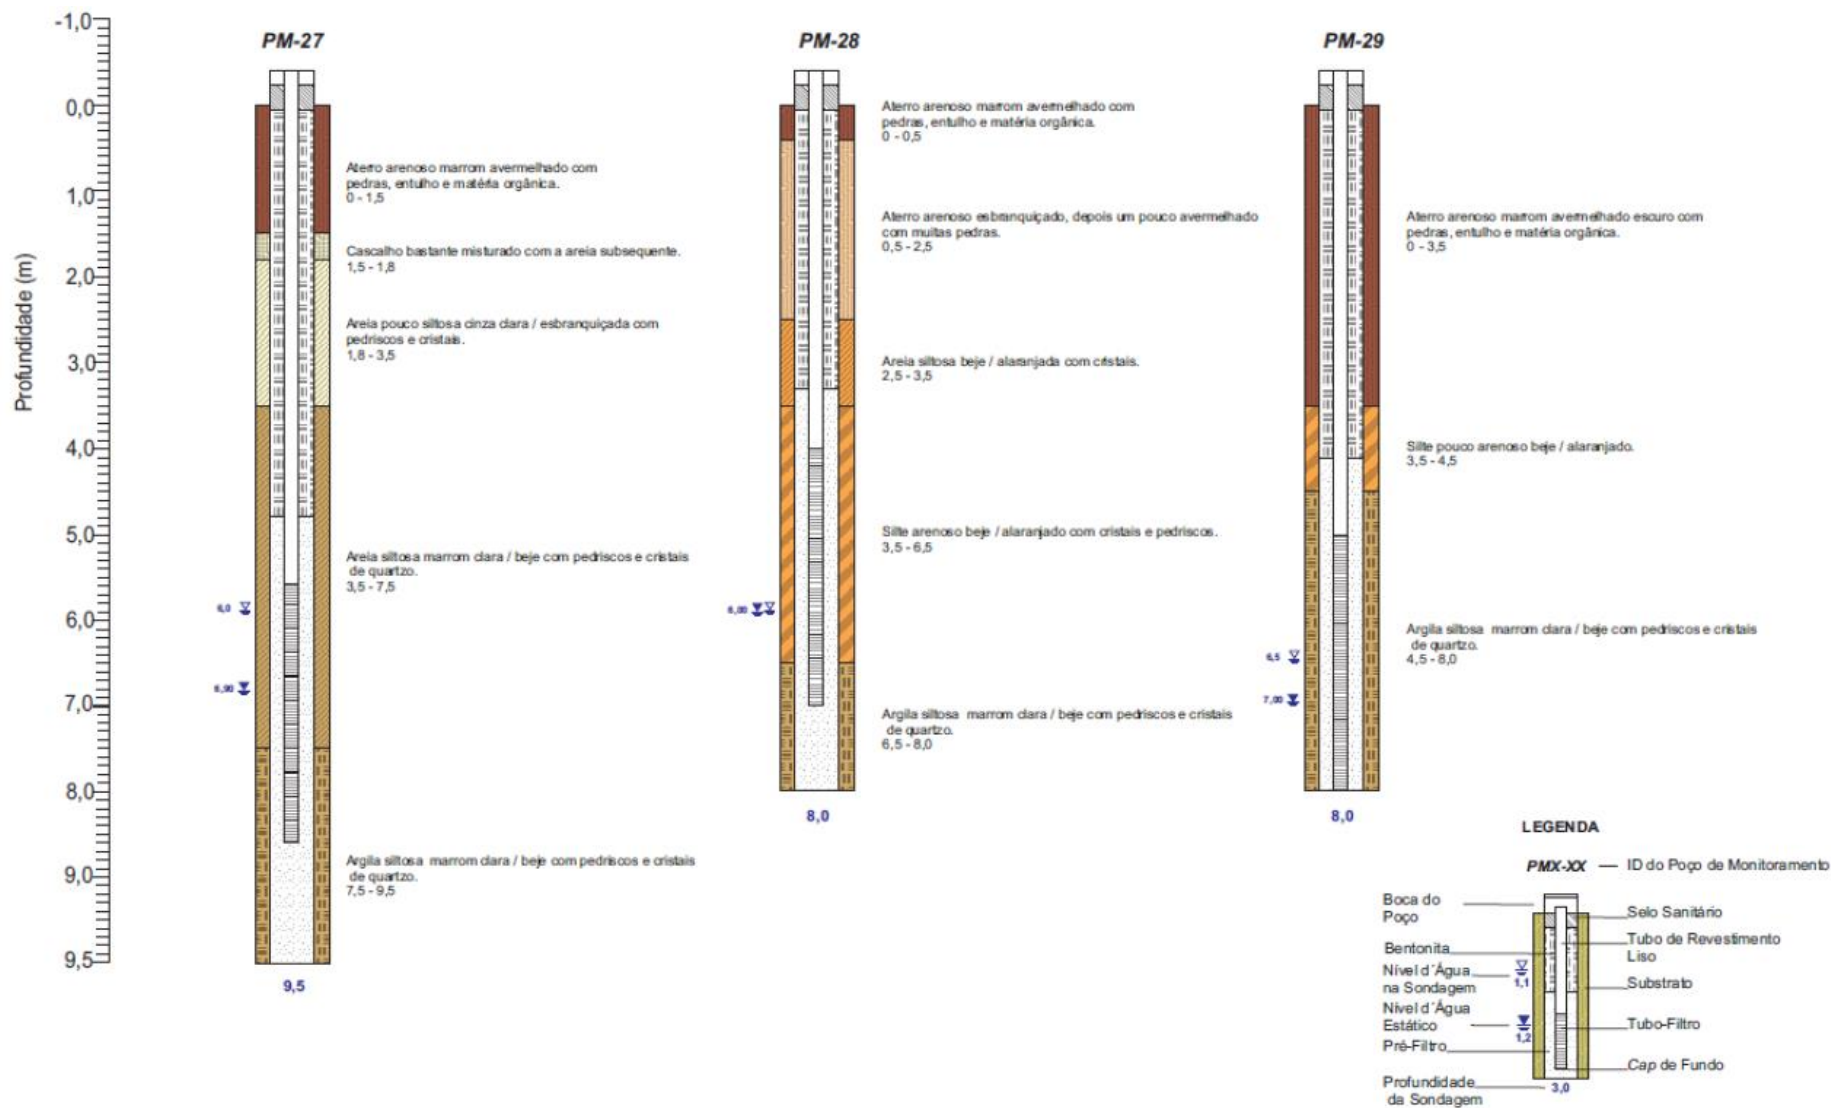 -1,0
0,0
1,0
2,0
3,0
4,0
5,0
6,0
7,0
8,0
9,0
9,5
Profundidade (m)
PM-27
Aterro arenoso marrom avermelhado com
pedras, entulho e matéria orgânica.
0 - 1,5
Cascalho bastante misturado com a areia subsequente.
1,5 - 1,8
Areia pouco siltosa cinza clara / esbranquiçada com
pedriscos e cristais.
1,8 - 3,5
Areia siltosa marrom clara / beje com pedriscos e cristais
de quartzo.
3,5 - 7,5
6,0
6,90
Argila siltosa marrom clara / beje com pedriscos e cristais
de quartzo.
7,5 - 9,5
9,5
PM-28
Aterro arenoso marrom avermelhado com
pedras, entulho e matéria orgânica.
0 - 0,5
Aterro arenoso esbranquiçado, depois um pouco avermelhado
com muitas pedras.
0,5 - 2,5
Areia siltosa beje / alaranjada com cristais.
2,5 - 3,5
Silte arenoso beje / alaranjado com cristais e pedriscos.
3,5 - 6,5
6,00
Argila siltosa marrom clara / beje com pedriscos e cristais
de quartzo.
6,5 - 8,0
8,0
PM-29
Aterro arenoso marrom avermelhado escuro com
pedras, entulho e matéria orgânica.
0 - 3,5
Silte pouco arenoso beje / alaranjado.
3,5 - 4,5
Argila siltosa marrom clara / beje com pedriscos e cristais
de quartzo.
4,5 - 8,0
6,5
7,00
8,0
LEGENDA
PMX-XX — ID do Poço de Monitoramento
Boca do
Poço
Bentonita
Nível d´Água
na Sondagem
Nível d´Água
Estático
Pré-Filtro
Profundidade
da Sondagem
1,1
1,2
3,0
Selo Sanitário
Tubo de Revestimento
Liso
Substrato
Tubo-Filtro
Cap de Fundo